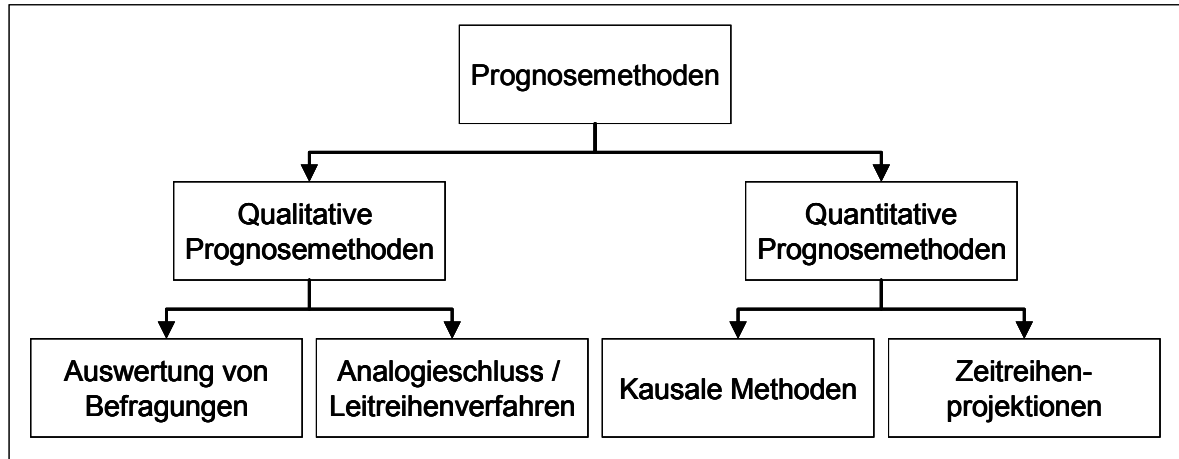 Prognosemethoden
Qualitative
Prognosemethoden
Quantitative
Prognosemethoden
Auswertung von
Befragungen
Analogieschluss /
Leitreihenverfahren
Kausale Methoden
Zeitreihen-
projektionen